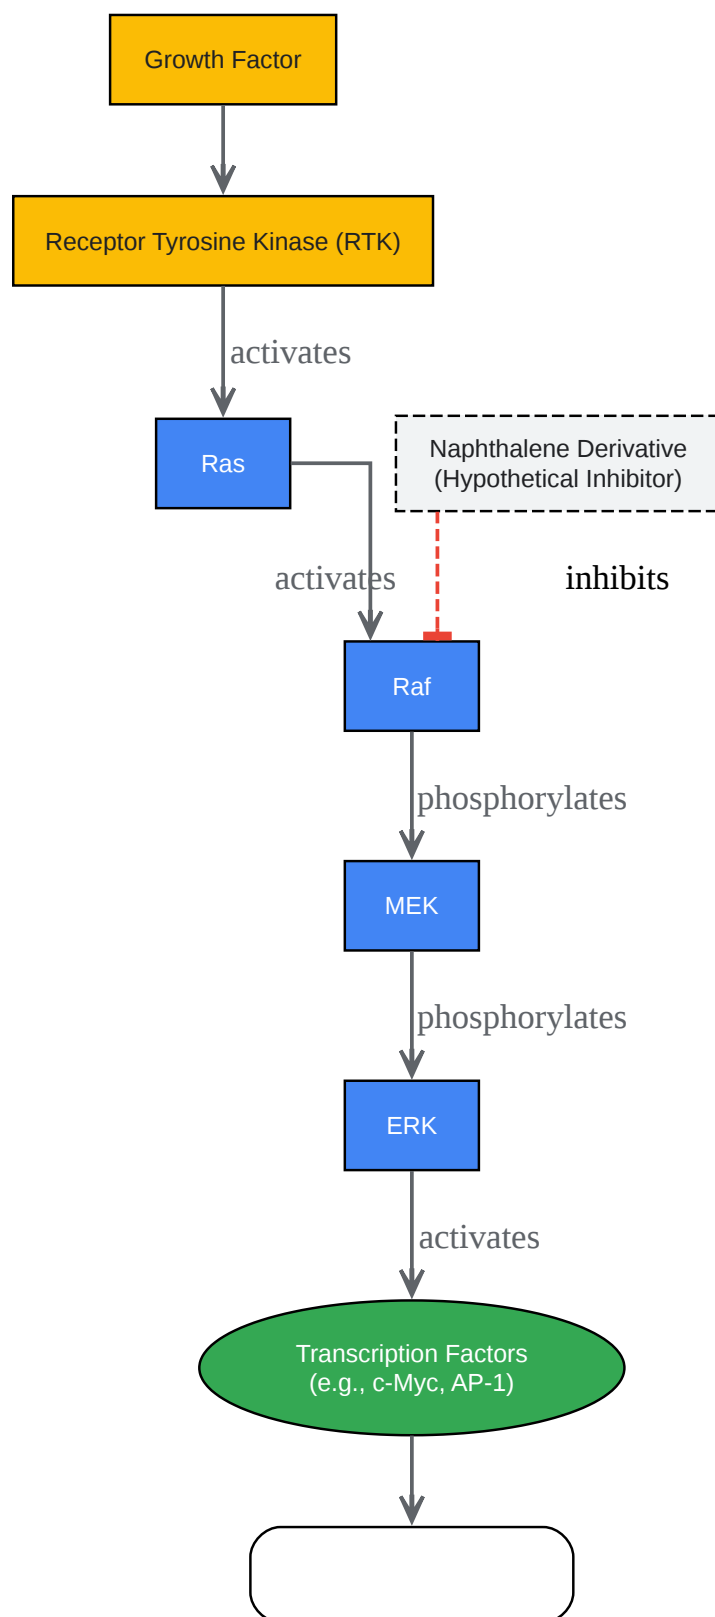 Growth Factor
Receptor Tyrosine Kinase (RTK)
activates
Ras
Naphthalene Derivative
(Hypothetical Inhibitor)
activates
inhibits
Raf
phosphorylates
MEK
phosphorylates
ERK
activates
Transcription Factors
(e.g., c-Myc, AP-1)